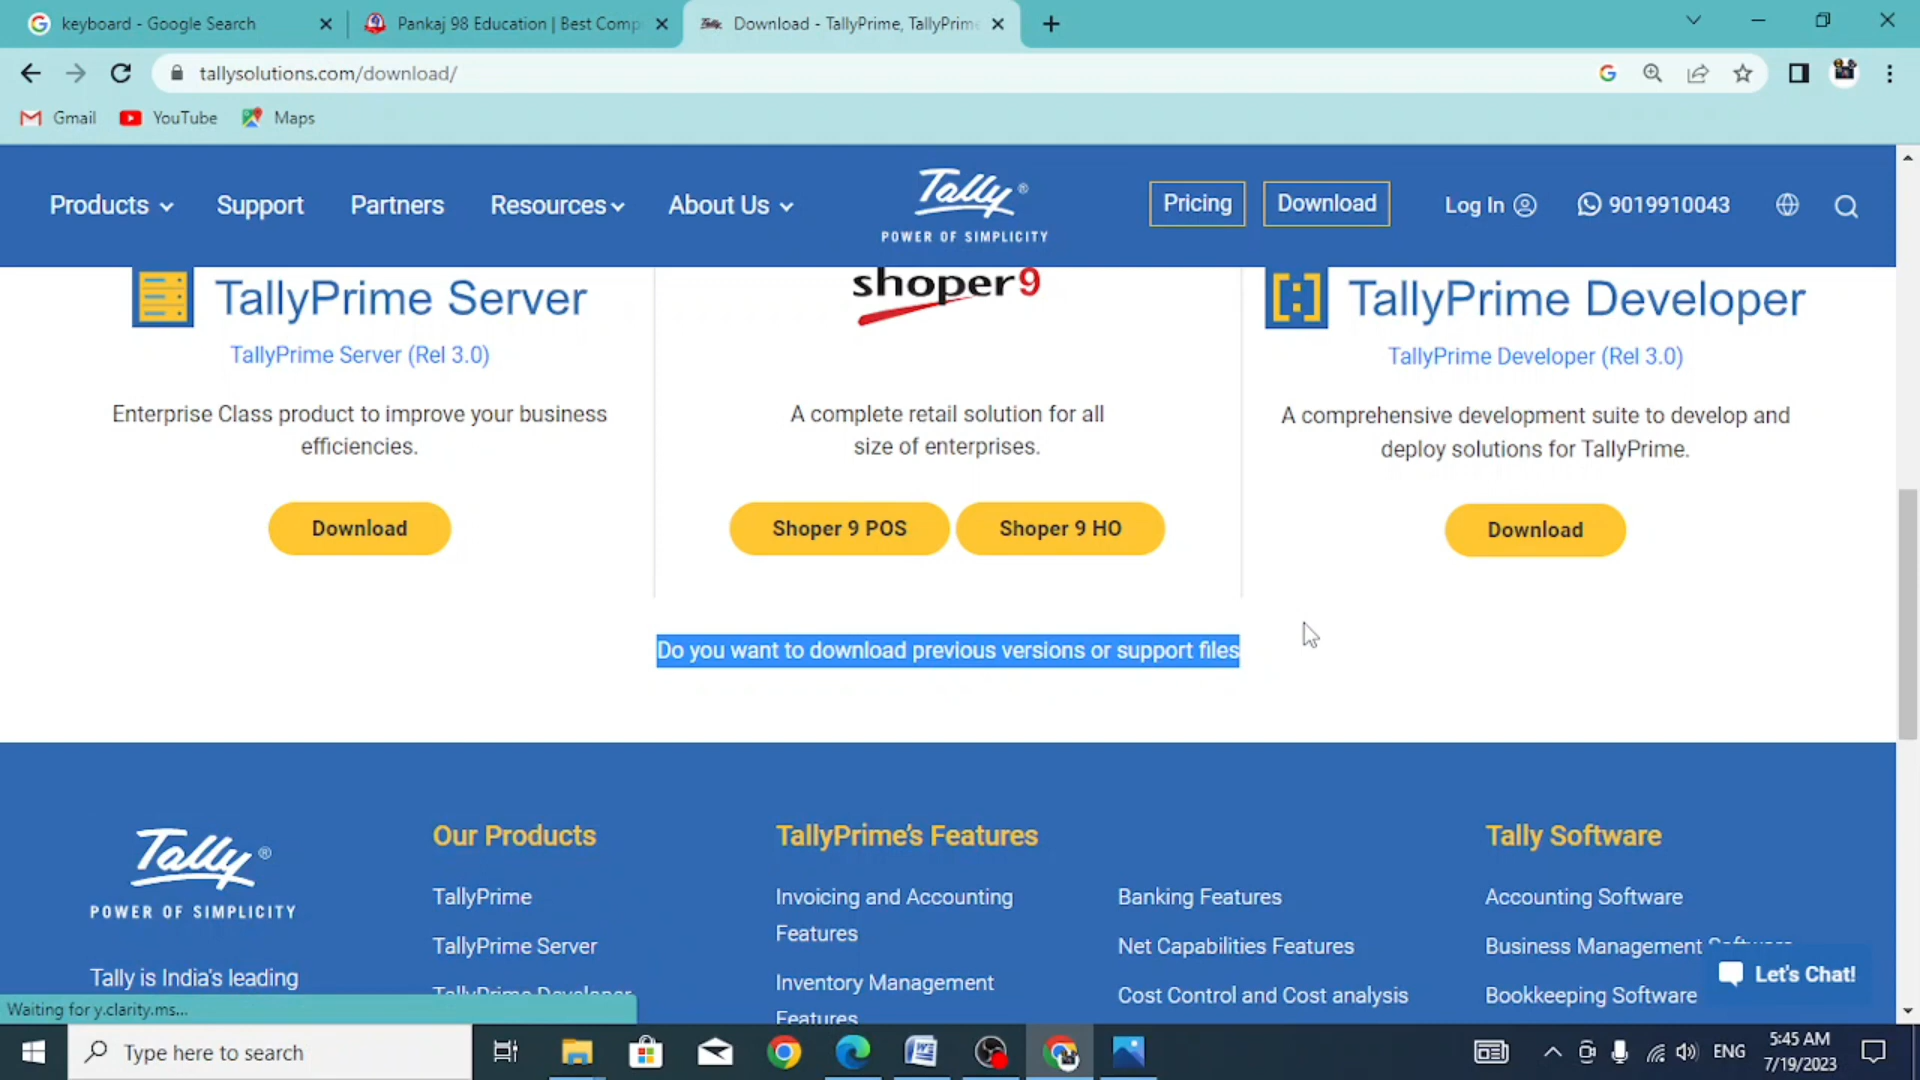 keyboard - Google Search
Pankaj 98 Education | Best Comp
Download - TallyPrime, TallyPrim
tallysolutions.com/download/
Gmail
YouTube
Maps
Products
Support
Partners
Resources
About Us
Tally®
POWER OF SIMPLICITY
Pricing
Download
Log In
9019910043
TallyPrime Server
shoper9
TallyPrime Developer
TallyPrime Server (Rel 3.0)
TallyPrime Developer (Rel 3.0)
Enterprise Class product to improve your business
efficiencies.
A complete retail solution for all
size of enterprises.
A comprehensive development suite to develop and
deploy solutions for TallyPrime.
Download
Shoper 9 POS
Shoper 9 HO
Download
Do you want to download previous versions or support files
Tally®
POWER OF SIMPLICITY
Tally is India's leading
Our Products
TallyPrime
TallyPrime Server
TallyPrime Developer
TallyPrime's Features
Invoicing and Accounting
Features
Inventory Management
Features
Banking Features
Net Capabilities Features
Cost Control and Cost analysis
Tally Software
Accounting Software
Business Management Software
Bookkeeping Software
Let's Chat!
Waiting for y.clarity.ms...
Type here to search
ENG
5:45 AM
7/19/2023